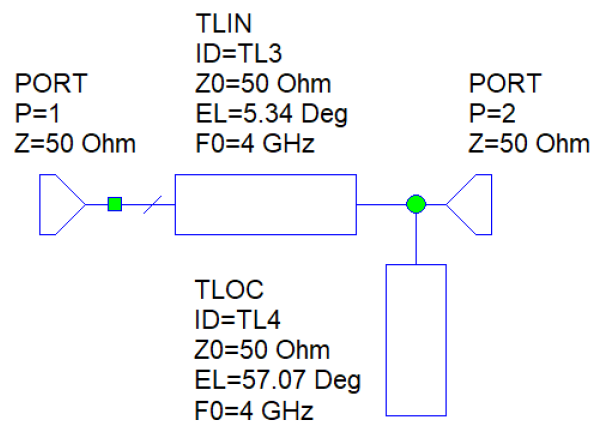 TLIN
ID=TL3
Z0=50 Ohm
EL=5.34 Deg
F0=4 GHz
PORT
P=1
Z=50 Ohm
PORT
P=2
Z=50 Ohm
TLOC
ID=TL4
Z0=50 Ohm
EL=57.07 Deg
F0=4 GHz